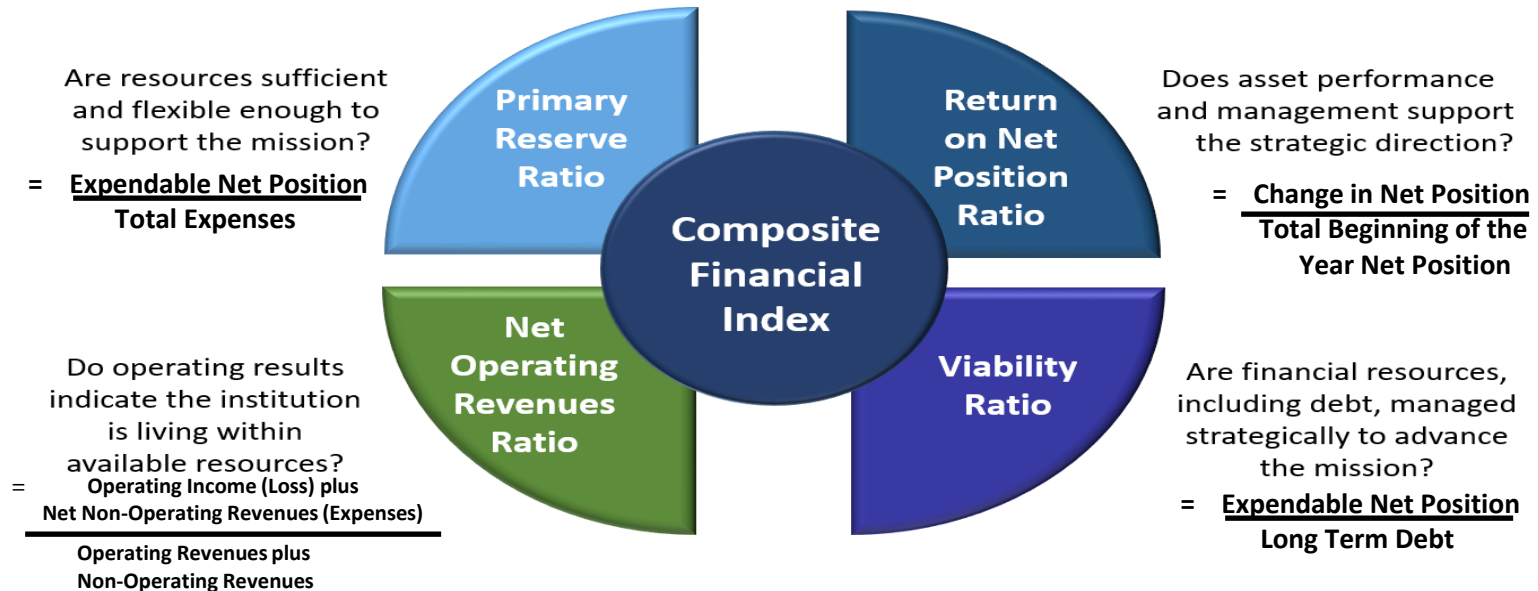 Are resources sufficient
and flexible enough to
support the mission?
= Expendable Net Position
Total Expenses
Primary
Reserve
Ratio
Return
on Net
Position
Ratio
Does asset performance
and management support
the strategic direction?
= Change in Net Position
Total Beginning of the
Year Net Position
Composite
Financial
Index
Do operating results
indicate the institution
is living within
available resources?
= Operating Income (Loss) plus
Net Non-Operating Revenues (Expenses)
Operating Revenues plus
Non-Operating Revenues
Net
Operating
Revenues
Ratio
Viability
Ratio
Are financial resources,
including debt, managed
strategically to advance
the mission?
= Expendable Net Position
Long Term Debt